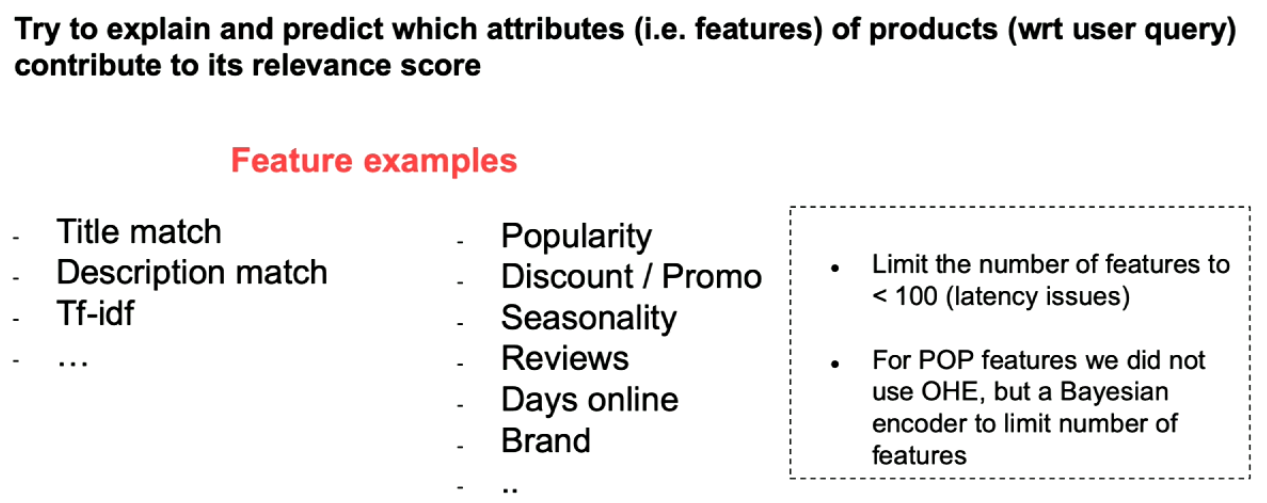 Try to explain and predict which attributes (i.e. features) of products (wrt user query)
contribute to its relevance score
Feature examples
- Title match
- Description match
- Tf-idf
- ...
- Popularity
- Discount / Promo
- Seasonality
- Reviews
- Days online
- Brand
- ..
• Limit the number of features to
< 100 (latency issues)
• For POP features we did not
use OHE, but a Bayesian
encoder to limit number of
features